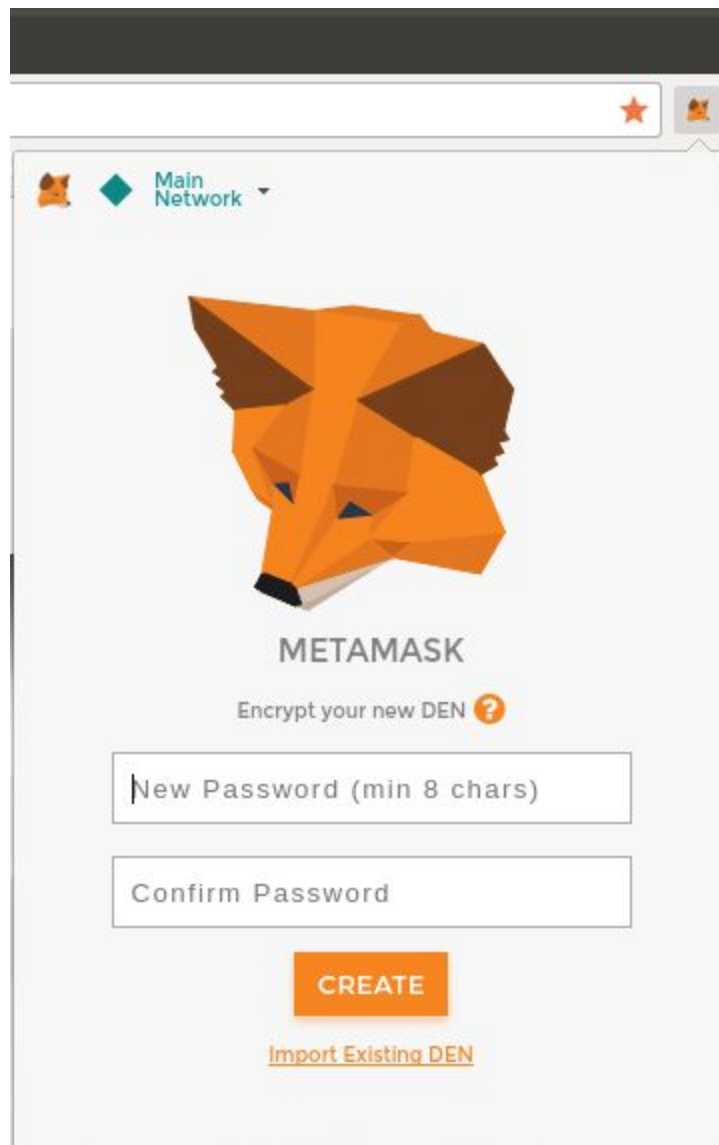 Main
Network
METAMASK
Encrypt your new DEN ?
New Password (min 8 chars)
Confirm Password
CREATE
Import Existing DEN